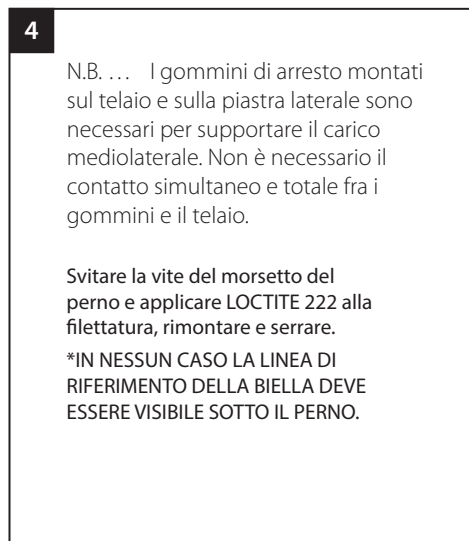 4
N.B. … I gommini di arresto montati
sul telaio e sulla piastra laterale sono
necessari per supportare il carico
mediolaterale. Non è necessario il
contatto simultaneo e totale fra i
gommini e il telaio.
Svitare la vite del morsetto del
perno e applicare LOCTITE 222 alla
filettatura, rimontare e serrare.
*IN NESSUN CASO LA LINEA DI
RIFERIMENTO DELLA BIELLA DEVE
ESSERE VISIBILE SOTTO IL PERNO.